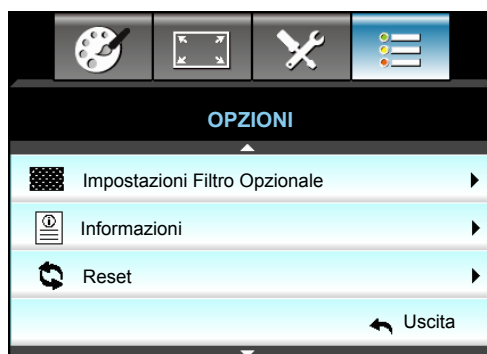 OPZIONI
Impostazioni Filtro Opzionale
Informazioni
Reset
Uscita